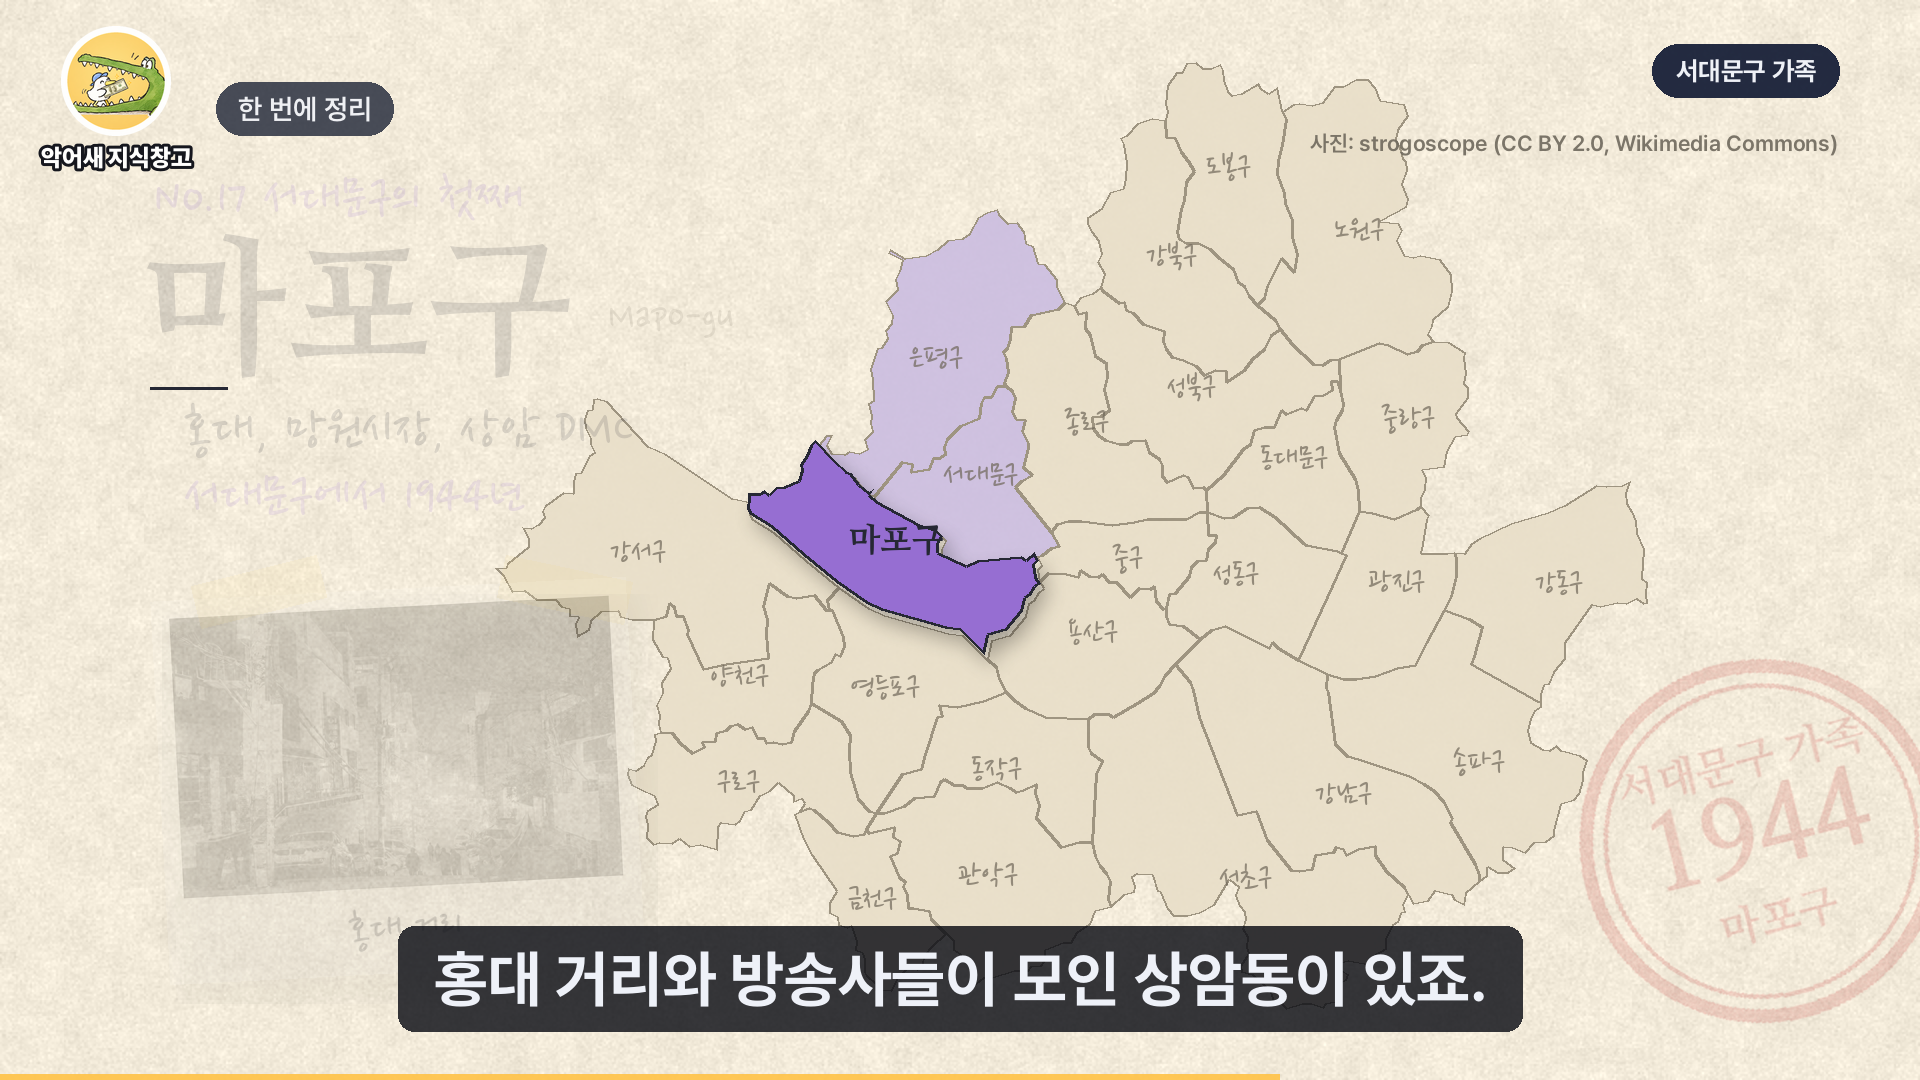 악어새 지식창고
한 번에 정리
서대문구 가족
사진: strogoscope (CC BY 2.0, Wikimedia Commons)
NO.17 서대문구의 첫째
마포구
Mapo-gu
홍대, 망원시장, 상암 DMC
서대문구에서 1944년
도봉구
노원구
강북구
은평구
성북구
종로구
중랑구
동대문구
서대문구
마포구
강서구
중구
성동구
광진구
강동구
용산구
양천구
영등포구
구로구
동작구
강남구
송파구
관악구
금천구
서초구
홍대 거리
서대문구 가족
1944
마포구
홍대 거리와 방송사들이 모인 상암동이 있죠.